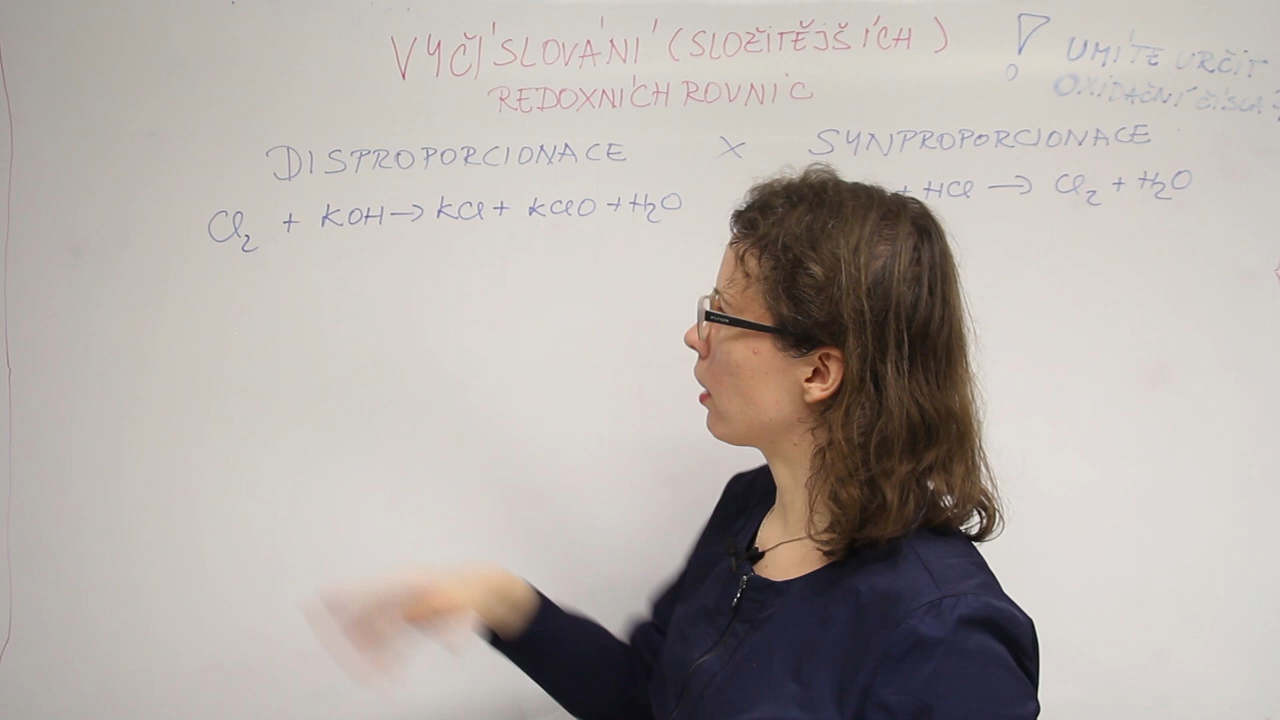 VYČÍSLOVÁNÍ (SLOŽITĚJŠÍCH)
REDOXNÍCH ROVNIC
! UMÍTE URČIT
OXIDAČNÍ ČÍSLA?
DISPROPORCIONACE X SYNPROPORCIONACE
Cl₂ + KOH → KCl + KClO + H₂O
+ HCl → Cl₂ + H₂O